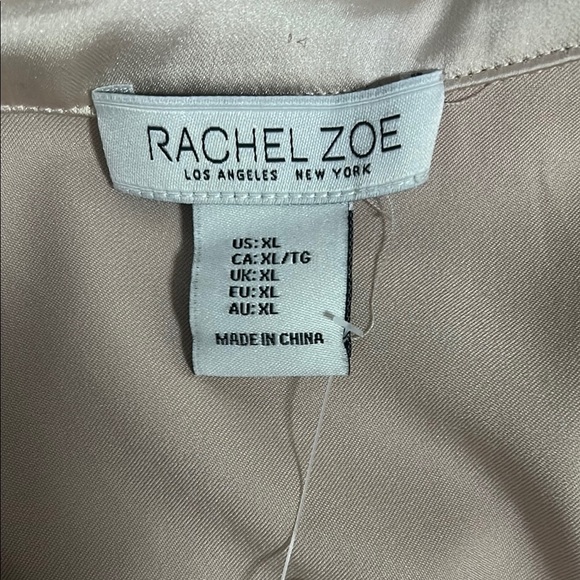 RACHEL ZOE
LOS ANGELES NEW YORK
US: XL
CA: XL/TG
UK: XL
EU: XL
AU: XL
MADE IN CHINA